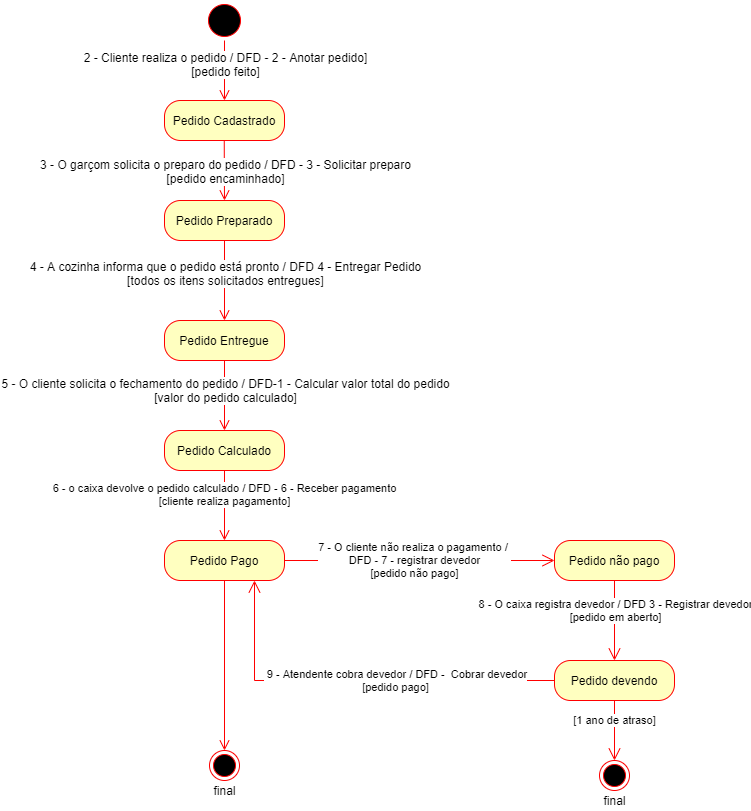 2 - Cliente realiza o pedido / DFD - 2 - Anotar pedido]
[pedido feito]
Pedido Cadastrado
3 - O garçom solicita o preparo do pedido / DFD - 3 - Solicitar preparo
[pedido encaminhado]
Pedido Preparado
4 - A cozinha informa que o pedido está pronto / DFD 4 - Entregar Pedido
[todos os itens solicitados entregues]
Pedido Entregue
5 - O cliente solicita o fechamento do pedido / DFD-1 - Calcular valor total do pedido
[valor do pedido calculado]
Pedido Calculado
6 - o caixa devolve o pedido calculado / DFD - 6 - Receber pagamento
[cliente realiza pagamento]
Pedido Pago
7 - O cliente não realiza o pagamento /
DFD - 7 - registrar devedor
[pedido não pago]
Pedido não pago
8 - O caixa registra devedor / DFD 3 - Registrar devedor
[pedido em aberto]
9 - Atendente cobra devedor / DFD - Cobrar devedor
[pedido pago]
Pedido devendo
[1 ano de atraso]
final
final